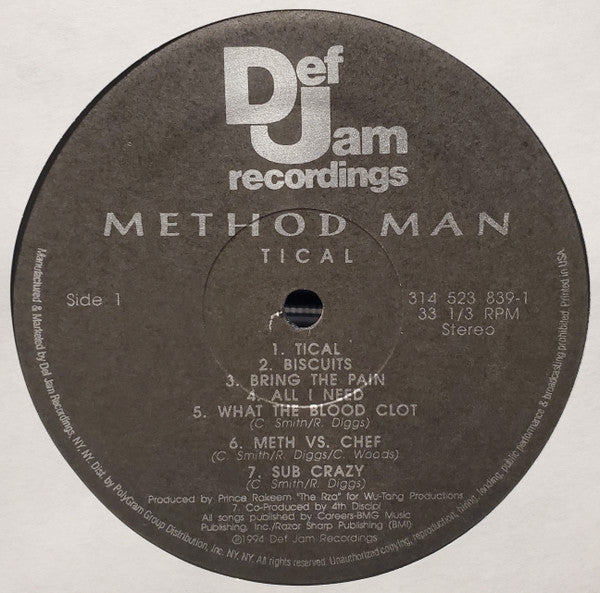 Def
Jam
recordings
METHOD MAN
TICAL
Side 1
314 523 839-1
33 1/3 RPM
Stereo
1. TICAL
2. BISCUITS
3. BRING THE PAIN
4. ALL I NEED
5. WHAT THE BLOOD CLOT
(C. Smith/R. Diggs)
6. METH VS. CHEF
(C. Smith/R. Diggs/C. Woods)
7. SUB CRAZY
(C. Smith/R. Diggs)
Produced by Prince Rakeem "The Rza" for Wu-Tang Productions
7. Co-Produced by 4th Discipl
All songs published by Careers-BMG Music
Publishing, Inc./Razor Sharp Publishing (BMI)
℗1994 Def Jam Recordings
Manufactured & Marketed by Def Jam Recordings, NY, NY. Dist. by PolyGram Group Distribution, Inc. NY, NY. All rights reserved. Unauthorized copying, reproduction, hiring, lending, public performance & broadcasting prohibited. Printed in USA